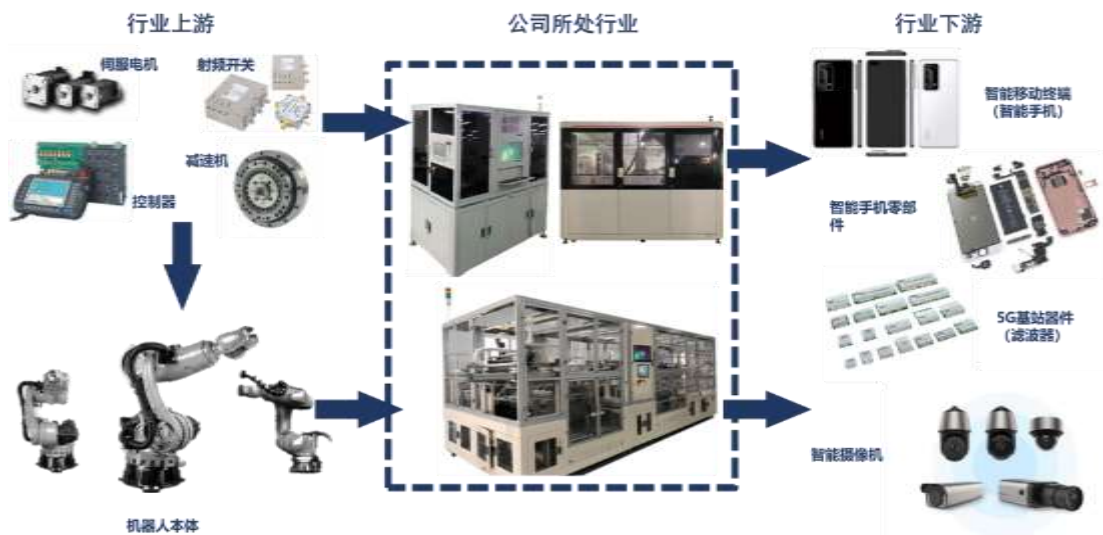 行业上游
公司所处行业
行业下游
伺服电机
射频开关
控制器
减速机
机器人本体
智能移动终端
（智能手机）
智能手机零部
件
5G基站器件
（滤波器）
智能摄像机